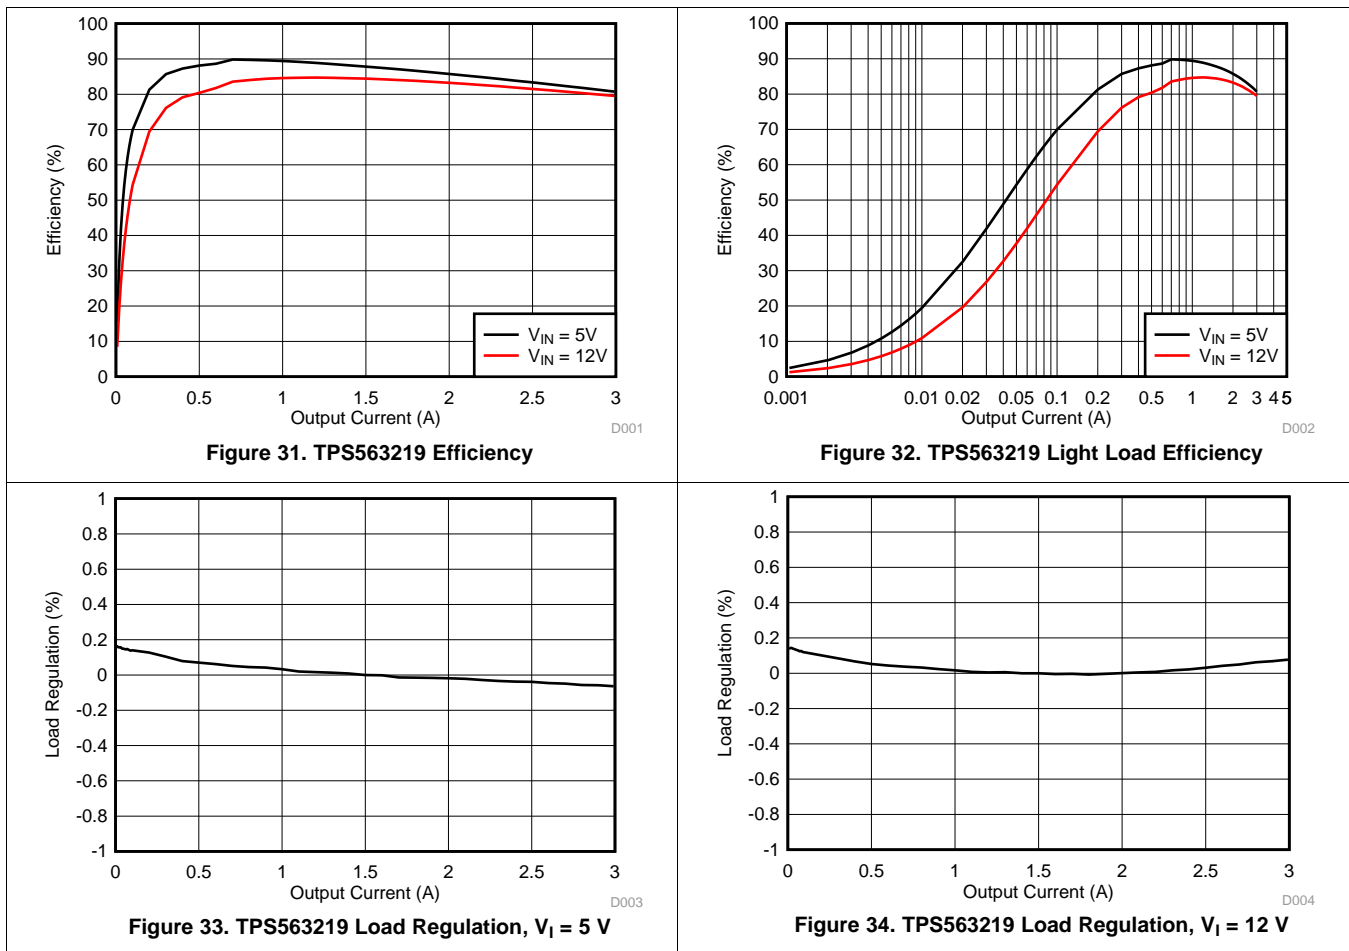 100
90
80
70
60
50
40
30
20
10
0
Efficiency (%)
V_IN = 5V
V_IN = 12V
0 0.5 1 1.5 2 2.5 3
Output Current (A)
D001
Figure 31. TPS563219 Efficiency
100
90
80
70
60
50
40
30
20
10
0
Efficiency (%)
V_IN = 5V
V_IN = 12V
0.001 0.01 0.02 0.05 0.1 0.2 0.5 1 2 3 4 5
Output Current (A)
D002
Figure 32. TPS563219 Light Load Efficiency
1
0.8
0.6
0.4
0.2
0
-0.2
-0.4
-0.6
-0.8
-1
Load Regulation (%)
0 0.5 1 1.5 2 2.5 3
Output Current (A)
D003
Figure 33. TPS563219 Load Regulation, V_I = 5 V
1
0.8
0.6
0.4
0.2
0
-0.2
-0.4
-0.6
-0.8
-1
Load Regulation (%)
0 0.5 1 1.5 2 2.5 3
Output Current (A)
D004
Figure 34. TPS563219 Load Regulation, V_I = 12 V